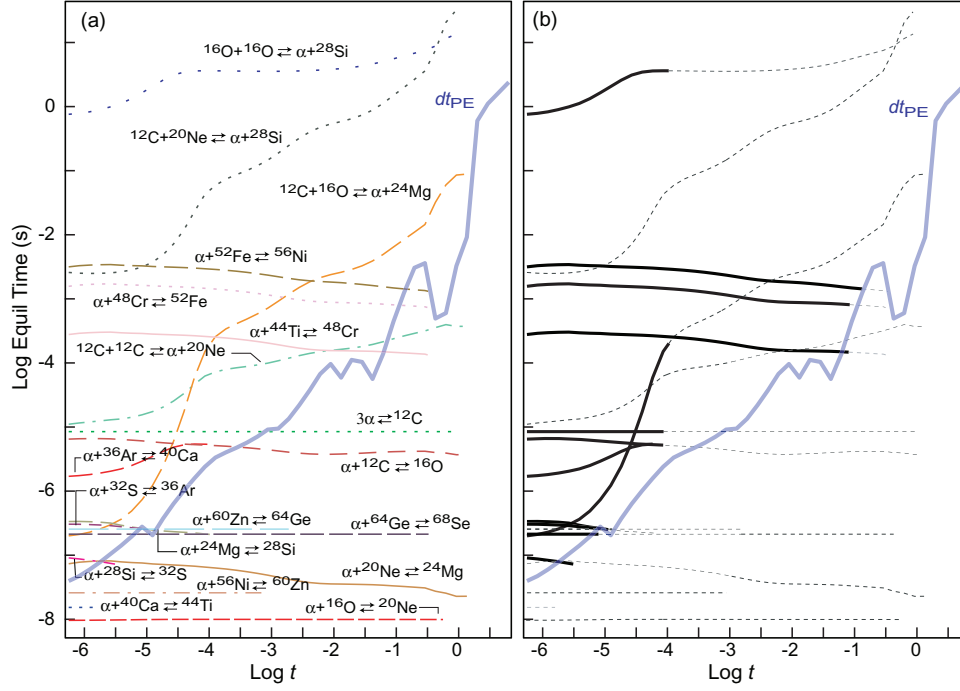 (a)
(b)
¹⁶O+¹⁶O ⇄ α+²⁸Si
dtPE
dtPE
0
¹²C+²⁰Ne ⇄ α+²⁸Si
¹²C+¹⁶O ⇄ α+²⁴Mg
-2
α+⁵²Fe ⇄ ⁵⁶Ni
α+⁴⁸Cr ⇄ ⁵²Fe
α+⁴⁴Ti ⇄ ⁴⁸Cr
¹²C+¹²C ⇄ α+²⁰Ne
-4
Log Equil Time (s)
3α ⇄ ¹²C
α+³⁶Ar ⇄ ⁴⁰Ca
α+¹²C ⇄ ¹⁶O
α+³²S ⇄ ³⁶Ar
-6
α+⁶⁰Zn ⇄ ⁶⁴Ge
α+⁶⁴Ge ⇄ ⁶⁸Se
α+²⁴Mg ⇄ ²⁸Si
α+²⁸Si ⇄ ³²S
α+²⁰Ne ⇄ ²⁴Mg
α+⁵⁶Ni ⇄ ⁶⁰Zn
α+⁴⁰Ca ⇄ ⁴⁴Ti
α+¹⁶O ⇄ ²⁰Ne
-8
-6 -5 -4 -3 -2 -1 0
-6 -5 -4 -3 -2 -1 0
Log t
Log t